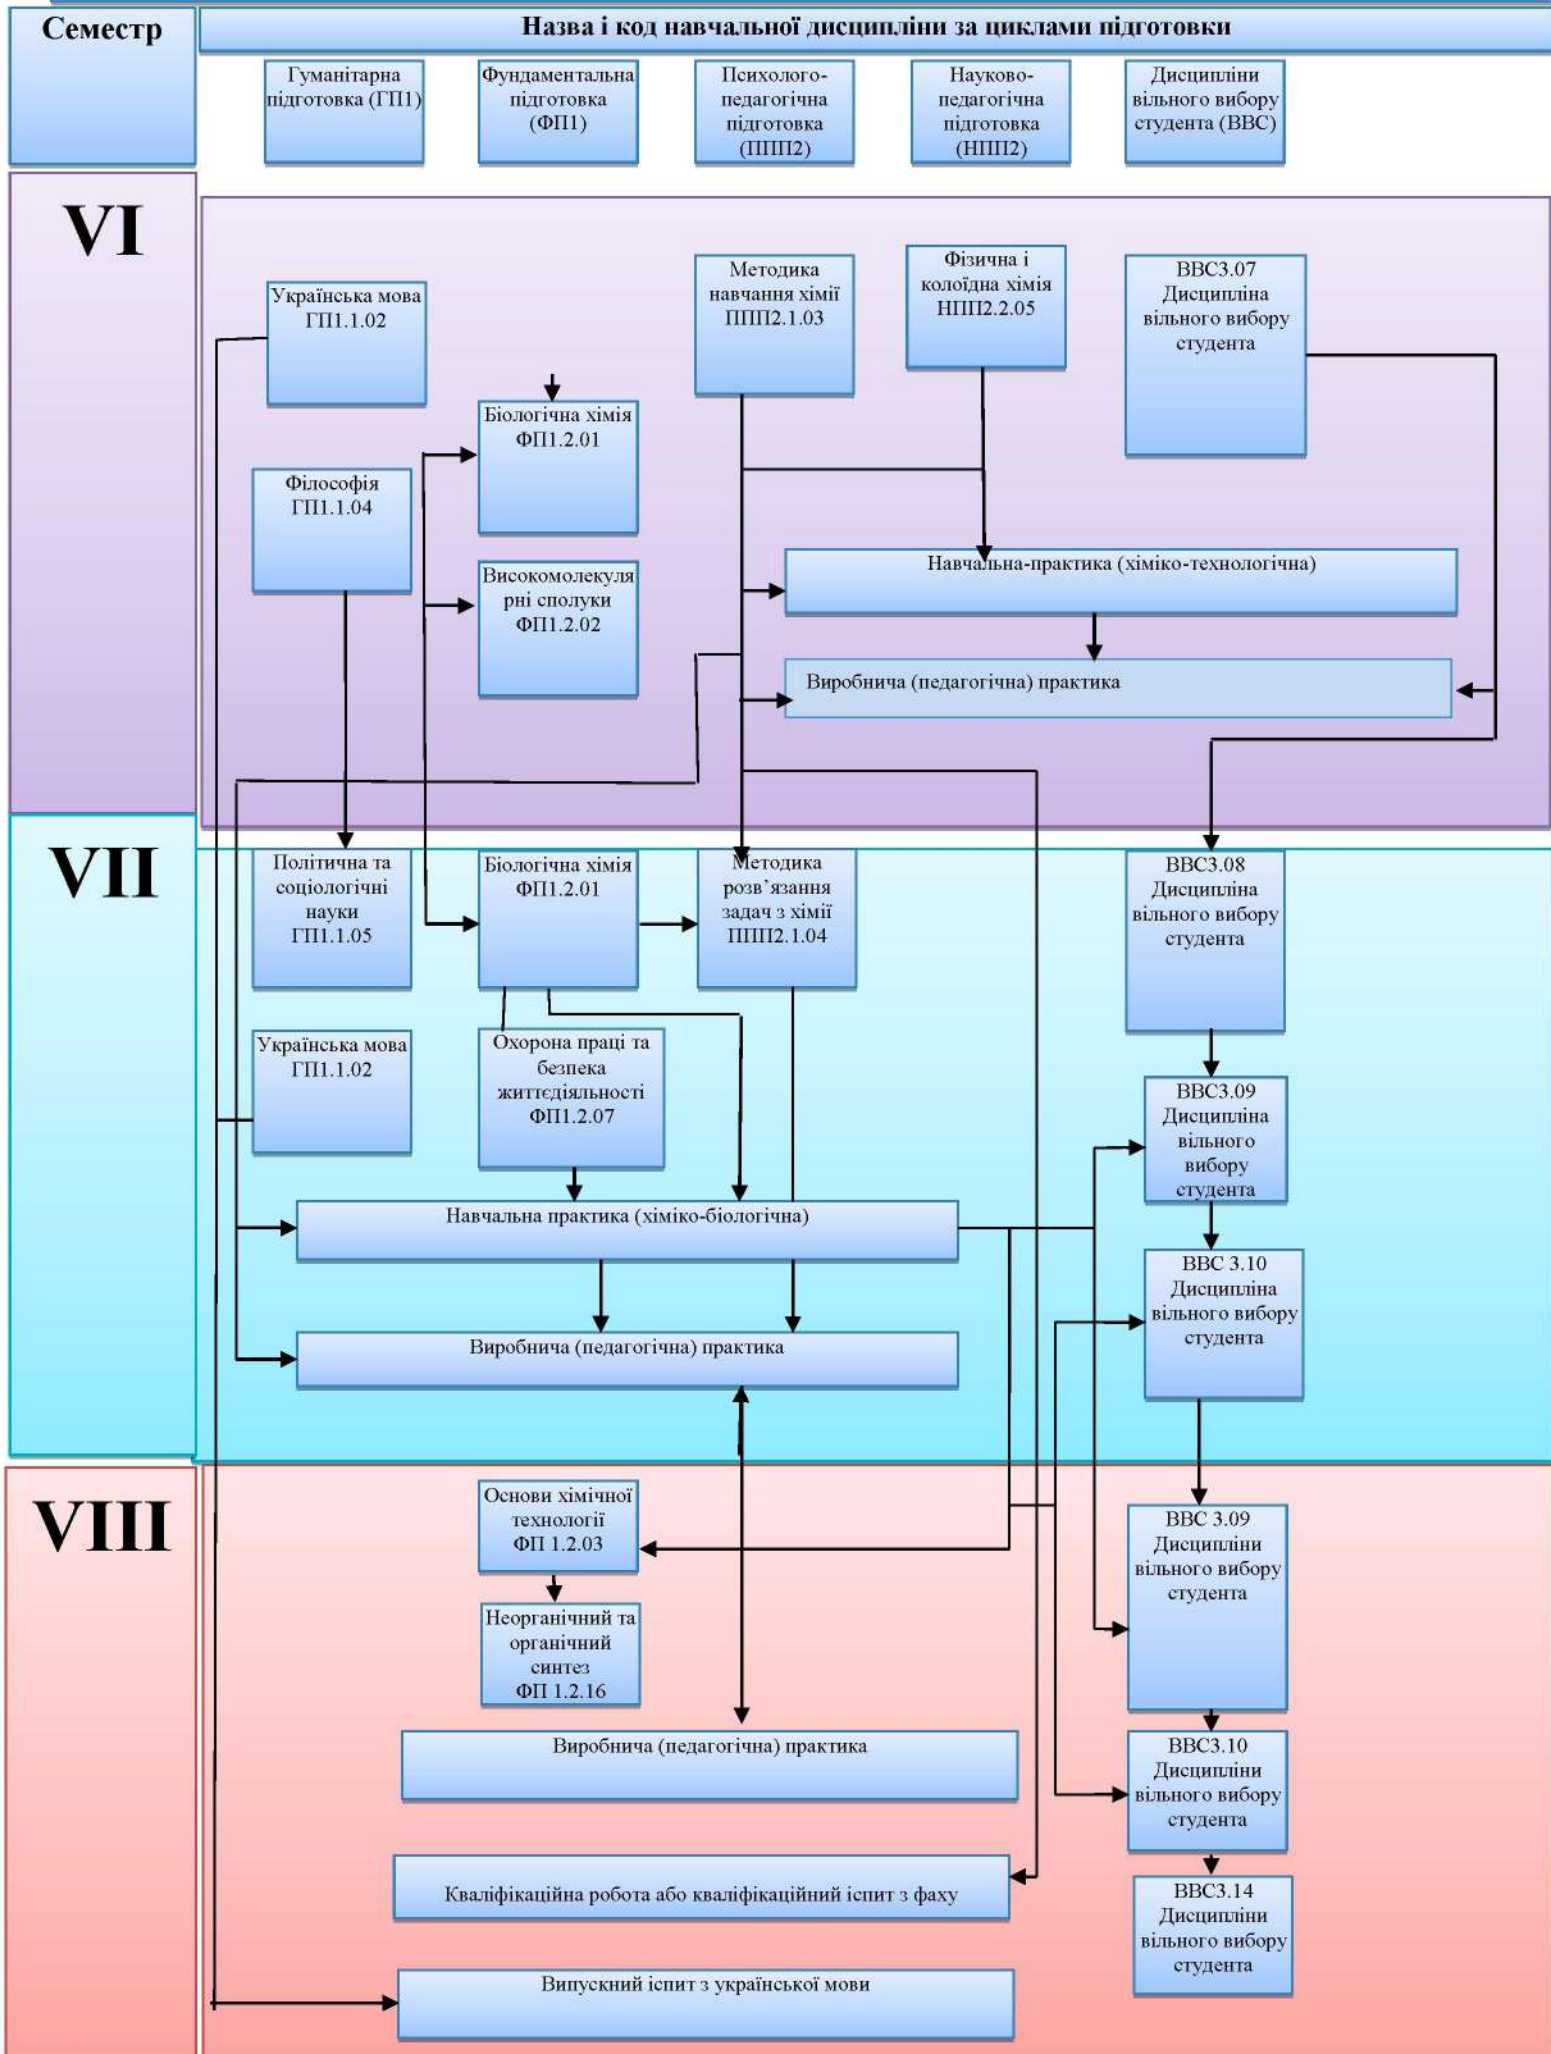 Семестр
Назва і код навчальної дисципліни за циклами підготовки
Гуманітарна
підготовка (ГП1)
Фундаментальна
підготовка
(ФП1)
Психолого-
педагогічна
підготовка
(ППП2)
Науково-
педагогічна
підготовка
(НПП2)
Дисципліни
вільного вибору
студента (ВВС)
VI
Українська мова
ГП1.1.02
Філософія
ГП1.1.04
Біологічна хімія
ФП1.2.01
Високомолекуля
рні сполуки
ФП1.2.02
Методика
навчання хімії
ППП2.1.03
Фізична і
колоїдна хімія
НПП2.2.05
ВВС3.07
Дисципліна
вільного вибору
студента
Навчальна-практика (хіміко-технологічна)
Виробнича (педагогічна) практика
VII
Політична та
соціологічні
науки
ГП1.1.05
Біологічна хімія
ФП1.2.01
Методика
розв’язання
задач з хімії
ППП2.1.04
ВВС3.08
Дисципліна
вільного вибору
студента
Українська мова
ГП1.1.02
Охорона праці та
безпека
життєдіяльності
ФП1.2.07
ВВС3.09
Дисципліна
вільного
вибору
студента
Навчальна практика (хіміко-біологічна)
ВВС 3.10
Дисципліна
вільного вибору
студента
Виробнича (педагогічна) практика
VIII
Основи хімічної
технології
ФП 1.2.03
Неорганічний та
органічний
синтез
ФП 1.2.16
ВВС 3.09
Дисципліни
вільного вибору
студента
Виробнича (педагогічна) практика
ВВС3.10
Дисципліни
вільного вибору
студента
Кваліфікаційна робота або кваліфікаційний іспит з фаху
ВВС3.14
Дисципліни
вільного вибору
студента
Випускний іспит з української мови